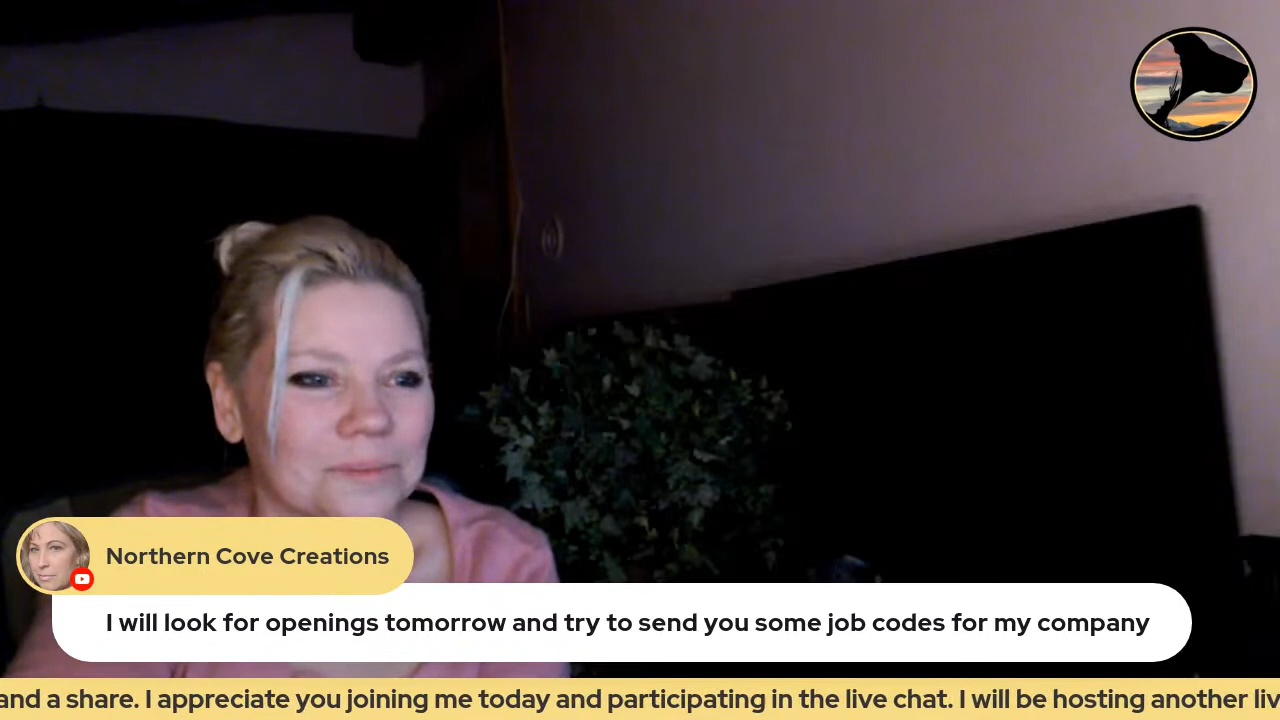 Northern Cove Creations
I will look for openings tomorrow and try to send you some job codes for my company
and a share. I appreciate you joining me today and participating in the live chat. I will be hosting another liv